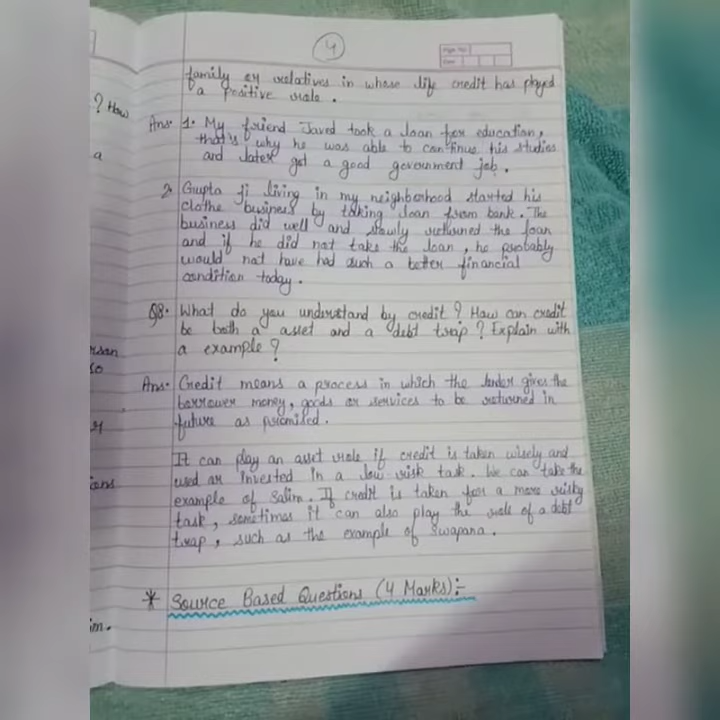 4
Page No.
Date
family or relatives in whose life credit has played
a positive role.
? How
Ans. 1. My friend Javed took a loan for education,
that's why he was able to continue his studies
a
and later got a good government job.
2. Gupta Ji living in my neighborhood started his
clothe business by taking loan from bank. The
business did well and slowly returned the loan
and if he did not take the loan, he probably
would not have had such a better financial
condition today.
Q8. What do you understand by credit? How can credit
be both a asset and a debt trap? Explain with
a example?
Ans. Credit means a process in which the lender gives the
borrower money, goods or services to be returned in
future as promised.
It can play an asset role if credit is taken wisely and
used or invested in a low risk task. We can take the
example of Salim. If credit is taken for a more risky
task, sometimes it can also play the role of a debt
trap, such as the example of Swapana.
* Source Based Questions (4 Marks):-